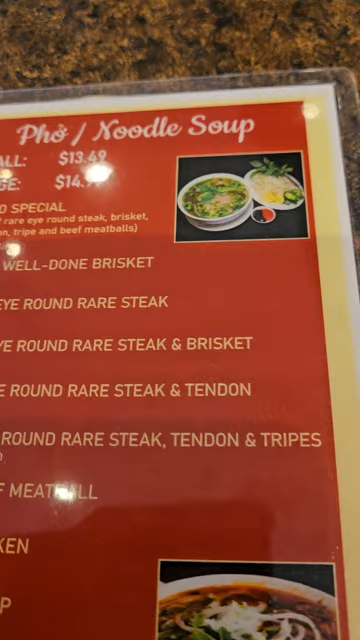 Phở / Noodle Soup
ALL: $13.49
GE: $14.
O SPECIAL
rare eye round steak, brisket,
n, tripe and beef meatballs)
WELL-DONE BRISKET
EYE ROUND RARE STEAK
YE ROUND RARE STEAK & BRISKET
E ROUND RARE STEAK & TENDON
ROUND RARE STEAK, TENDON & TRIPES
F MEATBALL
KEN
P